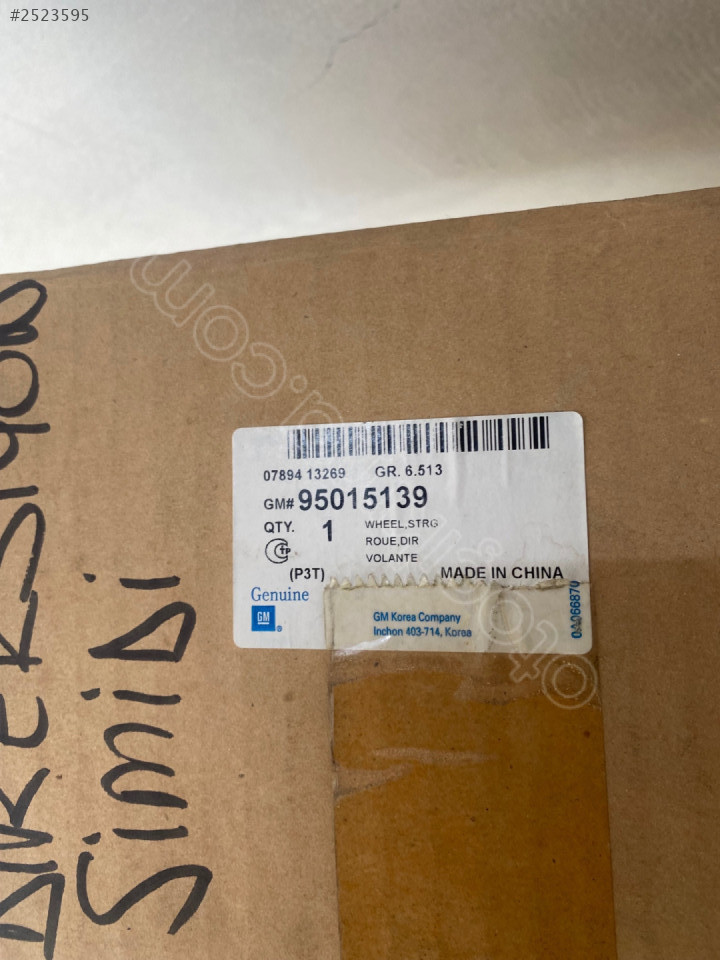 #2523595
07894 13269 GR. 6.513
GM# 95015139
QTY. 1 WHEEL,STRG
ROUE,DIR
VOLANTE
(P3T) MADE IN CHINA
Genuine
GM
GM Korea Company
Inchon 403-714, Korea
SiMiDi